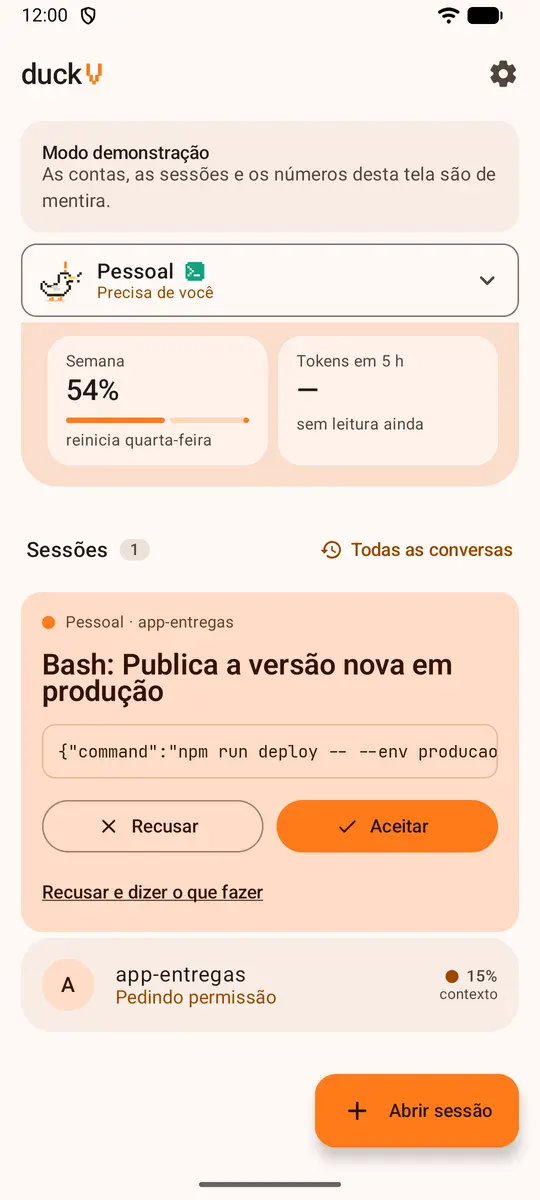 12:00
duck
Modo demonstração
As contas, as sessões e os números desta tela são de
mentira.
Pessoal
Precisa de você
Semana
54%
reinicia quarta-feira
Tokens em 5 h
—
sem leitura ainda
Sessões 1
Todas as conversas
Pessoal · app-entregas
Bash: Publica a versão nova em
produção
{"command":"npm run deploy -- --env producao
Recusar
Aceitar
Recusar e dizer o que fazer
A
app-entregas
Pedindo permissão
15%
contexto
Abrir sessão